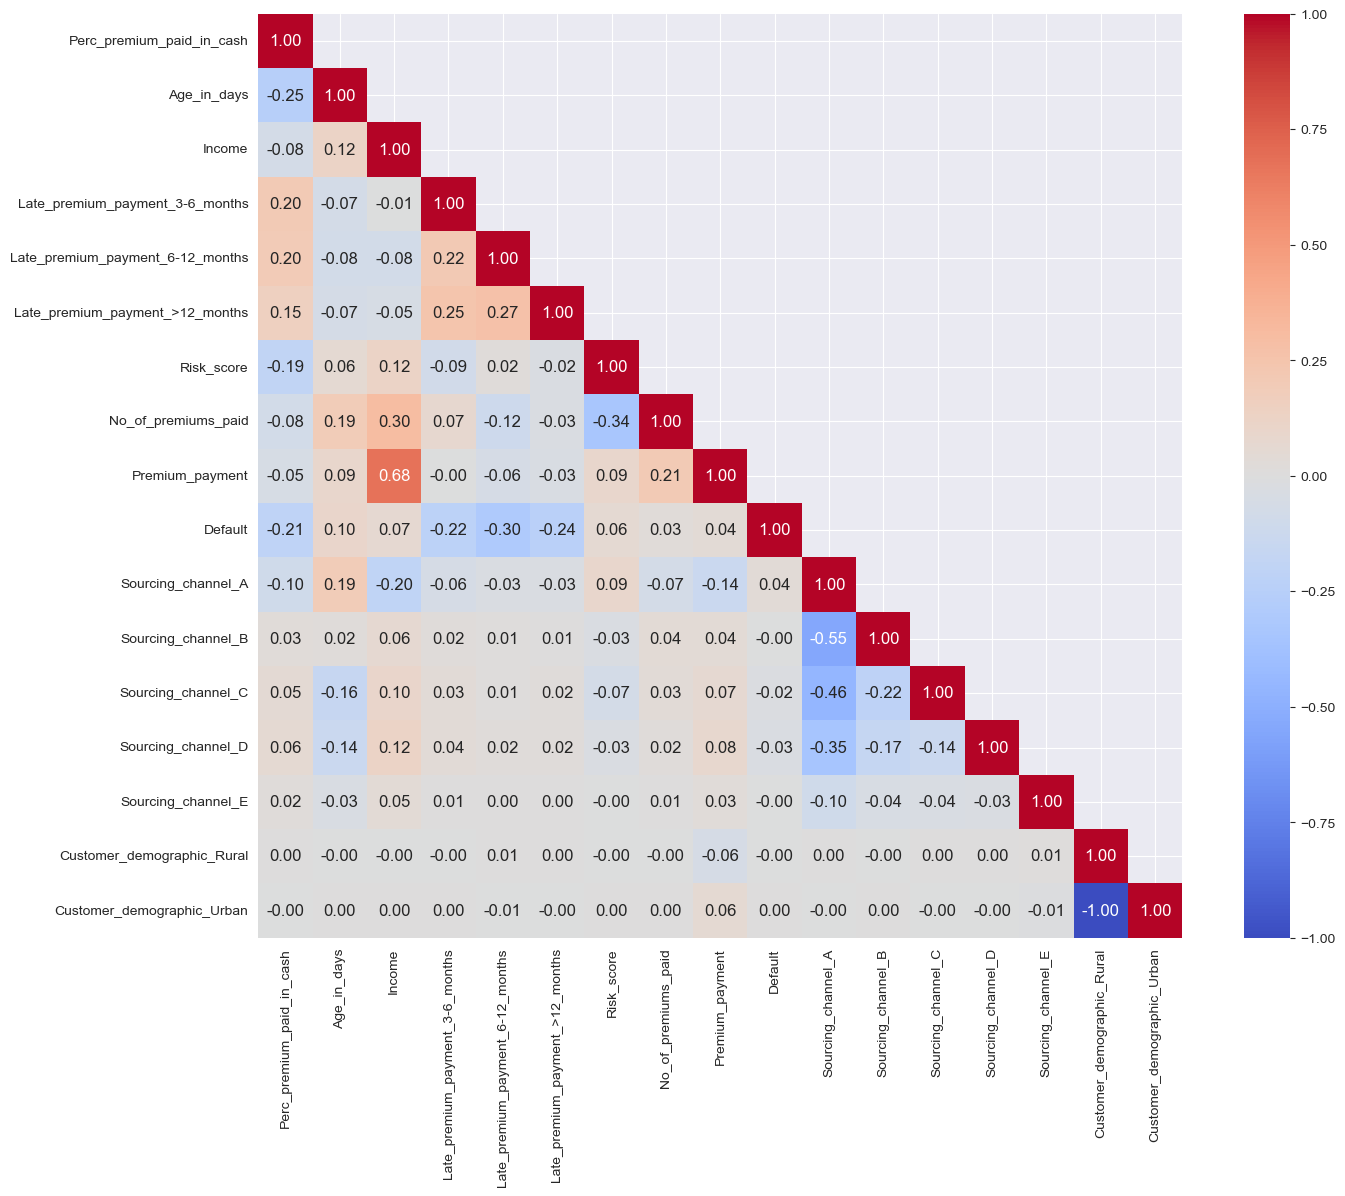 Perc_premium_paid_in_cash 1.00
Age_in_days -0.25 1.00
Income -0.08 0.12 1.00
Late_premium_payment_3-6_months 0.20 -0.07 -0.01 1.00
Late_premium_payment_6-12_months 0.20 -0.08 -0.08 0.22 1.00
Late_premium_payment_>12_months 0.15 -0.07 -0.05 0.25 0.27 1.00
Risk_score -0.19 0.06 0.12 -0.09 0.02 -0.02 1.00
No_of_premiums_paid -0.08 0.19 0.30 0.07 -0.12 -0.03 -0.34 1.00
Premium_payment -0.05 0.09 0.68 -0.00 -0.06 -0.03 0.09 0.21 1.00
Default -0.21 0.10 0.07 -0.22 -0.30 -0.24 0.06 0.03 0.04 1.00
Sourcing_channel_A -0.10 0.19 -0.20 -0.06 -0.03 -0.03 0.09 -0.07 -0.14 0.04 1.00
Sourcing_channel_B 0.03 0.02 0.06 0.02 0.01 0.01 -0.03 0.04 0.04 -0.00 -0.55 1.00
Sourcing_channel_C 0.05 -0.16 0.10 0.03 0.01 0.02 -0.07 0.03 0.07 -0.02 -0.46 -0.22 1.00
Sourcing_channel_D 0.06 -0.14 0.12 0.04 0.02 0.02 -0.03 0.02 0.08 -0.03 -0.35 -0.17 -0.14 1.00
Sourcing_channel_E 0.02 -0.03 0.05 0.01 0.00 0.00 -0.00 0.01 0.03 -0.00 -0.10 -0.04 -0.04 -0.03 1.00
Customer_demographic_Rural 0.00 -0.00 -0.00 -0.00 0.01 0.00 -0.00 -0.00 -0.06 -0.00 0.00 -0.00 0.00 0.00 0.01 1.00
Customer_demographic_Urban -0.00 0.00 0.00 0.00 -0.01 -0.00 0.00 0.00 0.06 0.00 -0.00 0.00 -0.00 -0.00 -0.01 -1.00 1.00
Perc_premium_paid_in_cash
Age_in_days
Income
Late_premium_payment_3-6_months
Late_premium_payment_6-12_months
Late_premium_payment_>12_months
Risk_score
No_of_premiums_paid
Premium_payment
Default
Sourcing_channel_A
Sourcing_channel_B
Sourcing_channel_C
Sourcing_channel_D
Sourcing_channel_E
Customer_demographic_Rural
Customer_demographic_Urban
1.00
0.75
0.50
0.25
0.00
−0.25
−0.50
−0.75
−1.00